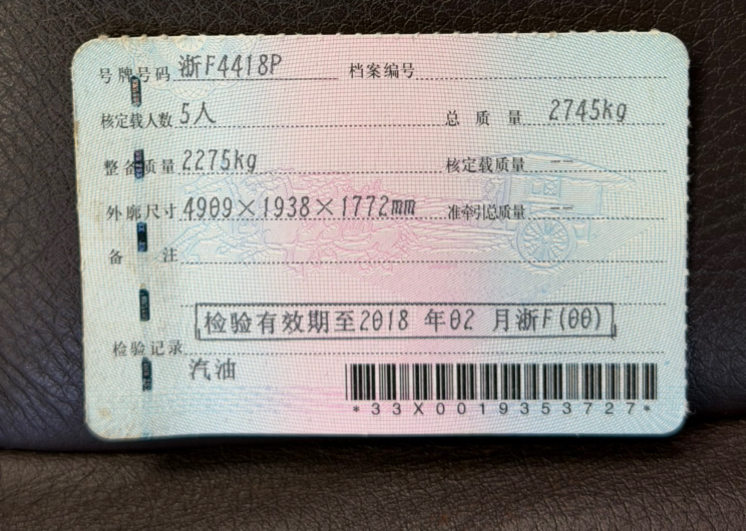 号牌号码 浙F4418P 档案编号
核定载人数 5人 总质量 2745kg
整备质量 2275kg 核定载质量 --
外廓尺寸 4909×1938×1772mm 准牵引总质量 --
备注
检验有效期至2018 年02 月浙F(00)
检验记录
汽油
*33X0019353727*